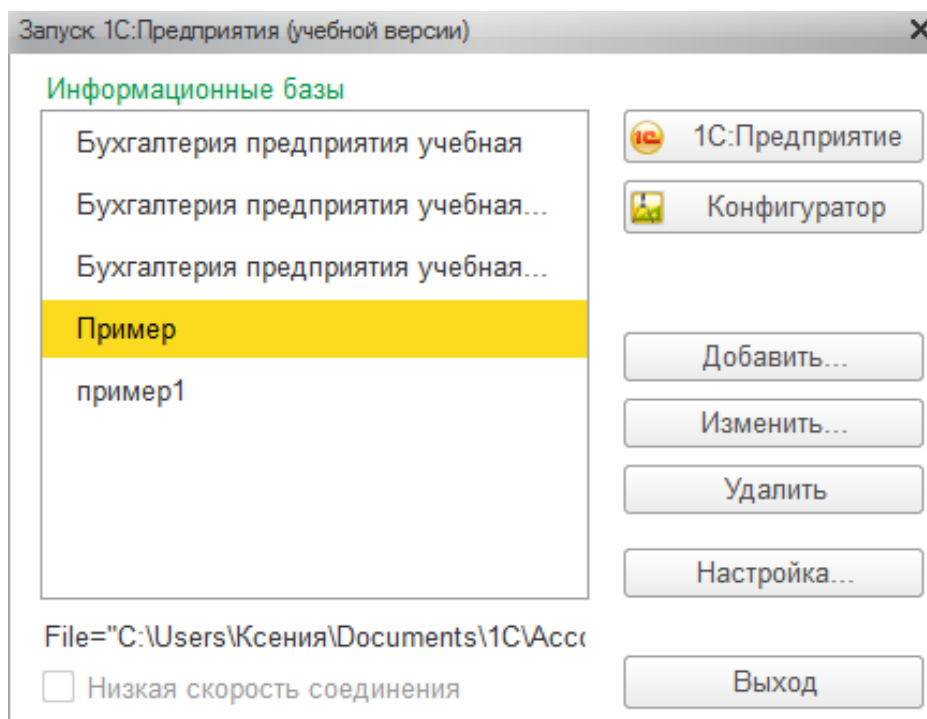 Запуск 1С:Предприятия (учебной версии)
Информационные базы
Бухгалтерия предприятия учебная
Бухгалтерия предприятия учебная...
Бухгалтерия предприятия учебная...
Пример
пример1
1С:Предприятие
Конфигуратор
Добавить...
Изменить...
Удалить
Настройка...
File="C:\Users\Ксения\Documents\1C\Acc
Низкая скорость соединения
Выход